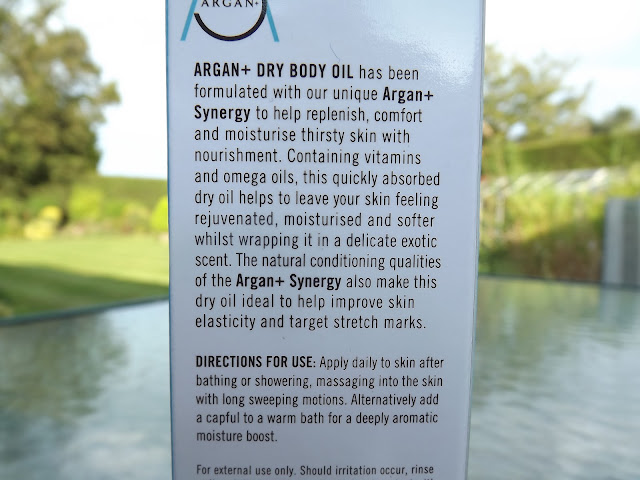 ARGAN+
ARGAN+ DRY BODY OIL has been
formulated with our unique Argan+
Synergy to help replenish, comfort
and moisturise thirsty skin with
nourishment. Containing vitamins
and omega oils, this quickly absorbed
dry oil helps to leave your skin feeling
rejuvenated, moisturised and softer
whilst wrapping it in a delicate exotic
scent. The natural conditioning qualities
of the Argan+ Synergy also make this
dry oil ideal to help improve skin
elasticity and target stretch marks.
DIRECTIONS FOR USE: Apply daily to skin after
bathing or showering, massaging into the skin
with long sweeping motions. Alternatively add
a capful to a warm bath for a deeply aromatic
moisture boost.
For external use only. Should irritation occur, rinse